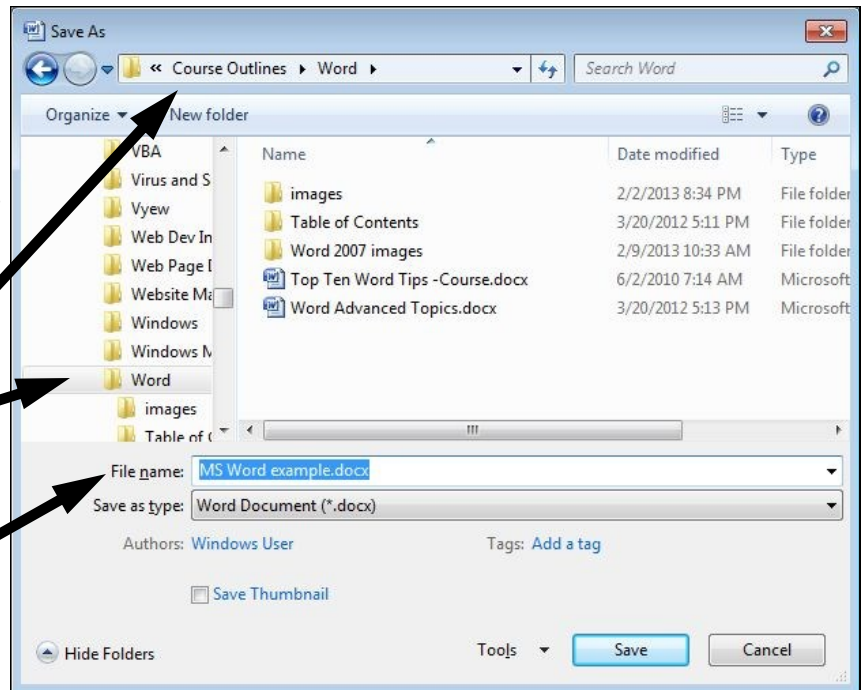 Save As
« Course Outlines ▸ Word ▸
Search Word
Organize
New folder
VBA
Virus and S
Vyew
Web Dev In
Web Page
Website Ma
Windows
Windows M
Word
images
Table of
Name Date modified Type
images 2/2/2013 8:34 PM File folder
Table of Contents 3/20/2012 5:11 PM File folder
Word 2007 images 2/9/2013 10:33 AM File folder
Top Ten Word Tips -Course.docx 6/2/2010 7:14 AM Microsoft
Word Advanced Topics.docx 3/20/2012 5:13 PM Microsoft
File name: MS Word example.docx
Save as type: Word Document (*.docx)
Authors: Windows User Tags: Add a tag
Save Thumbnail
Hide Folders Tools Save Cancel